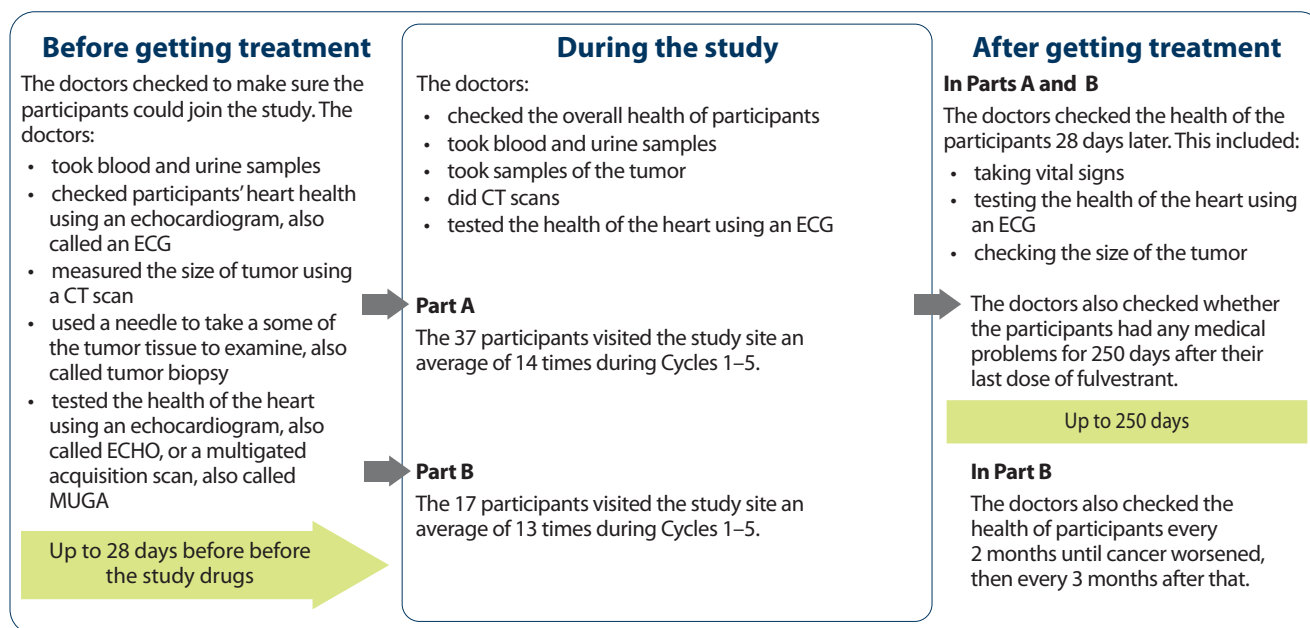 Before getting treatment
The doctors checked to make sure the
participants could join the study. The
doctors:
• took blood and urine samples
• checked participants' heart health
using an echocardiogram, also
called an ECG
• measured the size of tumor using
a CT scan
• used a needle to take a some of
the tumor tissue to examine, also
called tumor biopsy
• tested the health of the heart
using an echocardiogram, also
called ECHO, or a multigated
acquisition scan, also called
MUGA
Up to 28 days before before
the study drugs
During the study
The doctors:
• checked the overall health of participants
• took blood and urine samples
• took samples of the tumor
• did CT scans
• tested the health of the heart using an ECG
Part A
The 37 participants visited the study site an
average of 14 times during Cycles 1–5.
Part B
The 17 participants visited the study site an
average of 13 times during Cycles 1–5.
After getting treatment
In Parts A and B
The doctors checked the health of the
participants 28 days later. This included:
• taking vital signs
• testing the health of the heart using
an ECG
• checking the size of the tumor
The doctors also checked whether
the participants had any medical
problems for 250 days after their
last dose of fulvestrant.
Up to 250 days
In Part B
The doctors also checked the
health of participants every
2 months until cancer worsened,
then every 3 months after that.